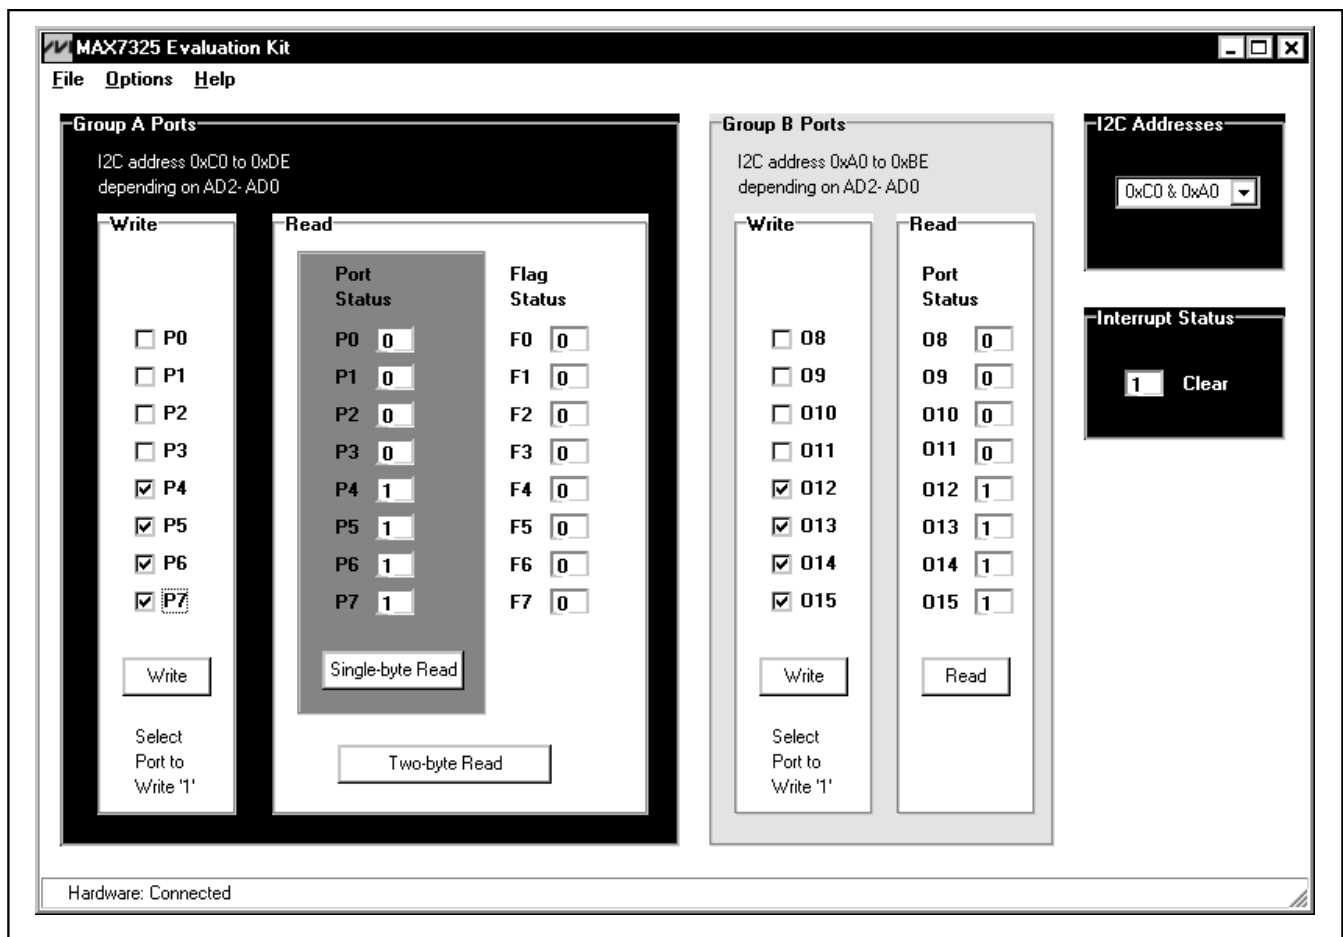 MAX7325 Evaluation Kit
File Options Help
Group A Ports
I2C address 0xC0 to 0xDE
depending on AD2- AD0
Write
P0
P1
P2
P3
P4
P5
P6
P7
Write
Select
Port to
Write '1'
Read
Port
Status
P0 0
P1 0
P2 0
P3 0
P4 1
P5 1
P6 1
P7 1
Single-byte Read
Flag
Status
F0 0
F1 0
F2 0
F3 0
F4 0
F5 0
F6 0
F7 0
Two-byte Read
Group B Ports
I2C address 0xA0 to 0xBE
depending on AD2- AD0
Write
O8
O9
O10
O11
O12
O13
O14
O15
Write
Select
Port to
Write '1'
Read
Port
Status
O8 0
O9 0
O10 0
O11 0
O12 1
O13 1
O14 1
O15 1
Read
I2C Addresses
0xC0 & 0xA0
Interrupt Status
1 Clear
Hardware: Connected